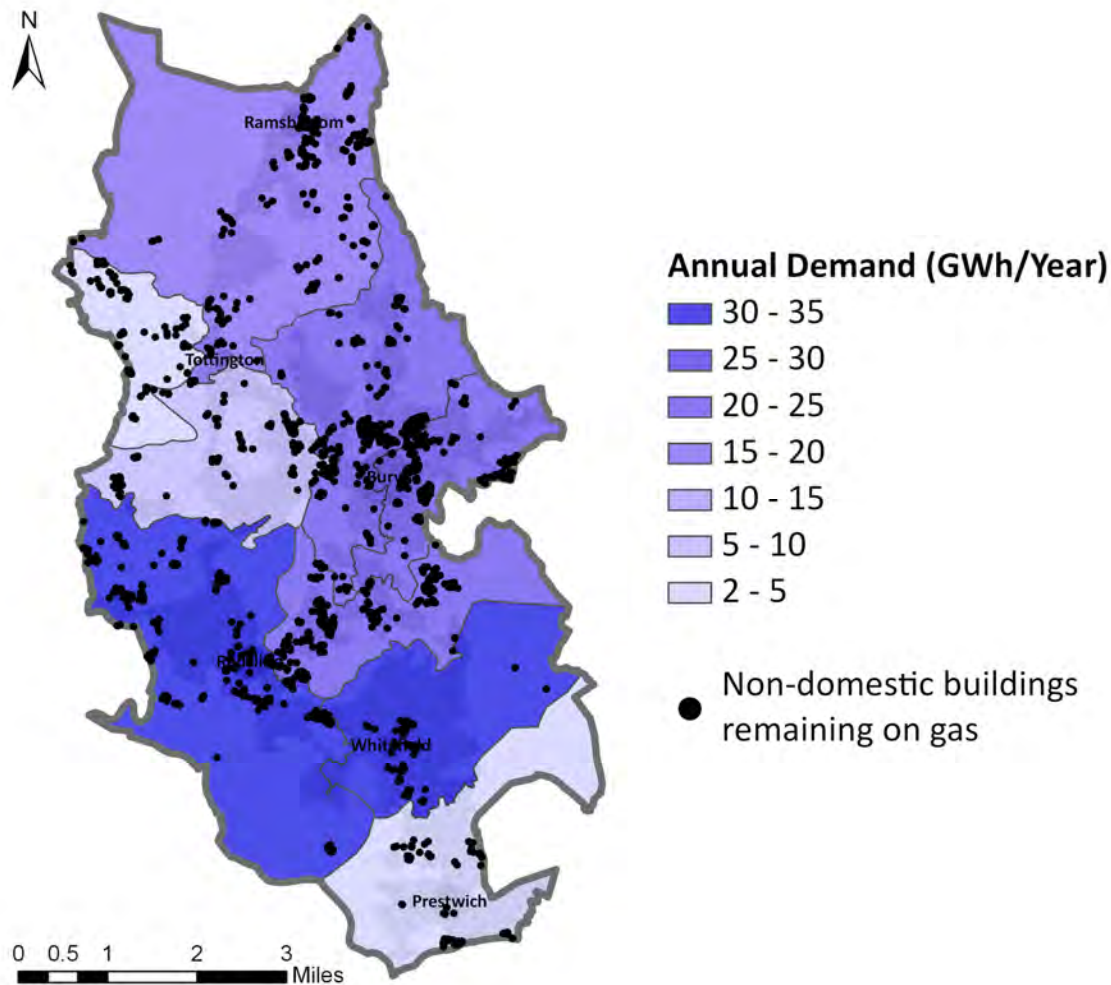 N
Ramsbottom
Tottington
Bury
Whitefield
Prestwich
0 0.5 1 2 3
Miles
Annual Demand (GWh/Year)
30 - 35
25 - 30
20 - 25
15 - 20
10 - 15
5 - 10
2 - 5
Non-domestic buildings
remaining on gas